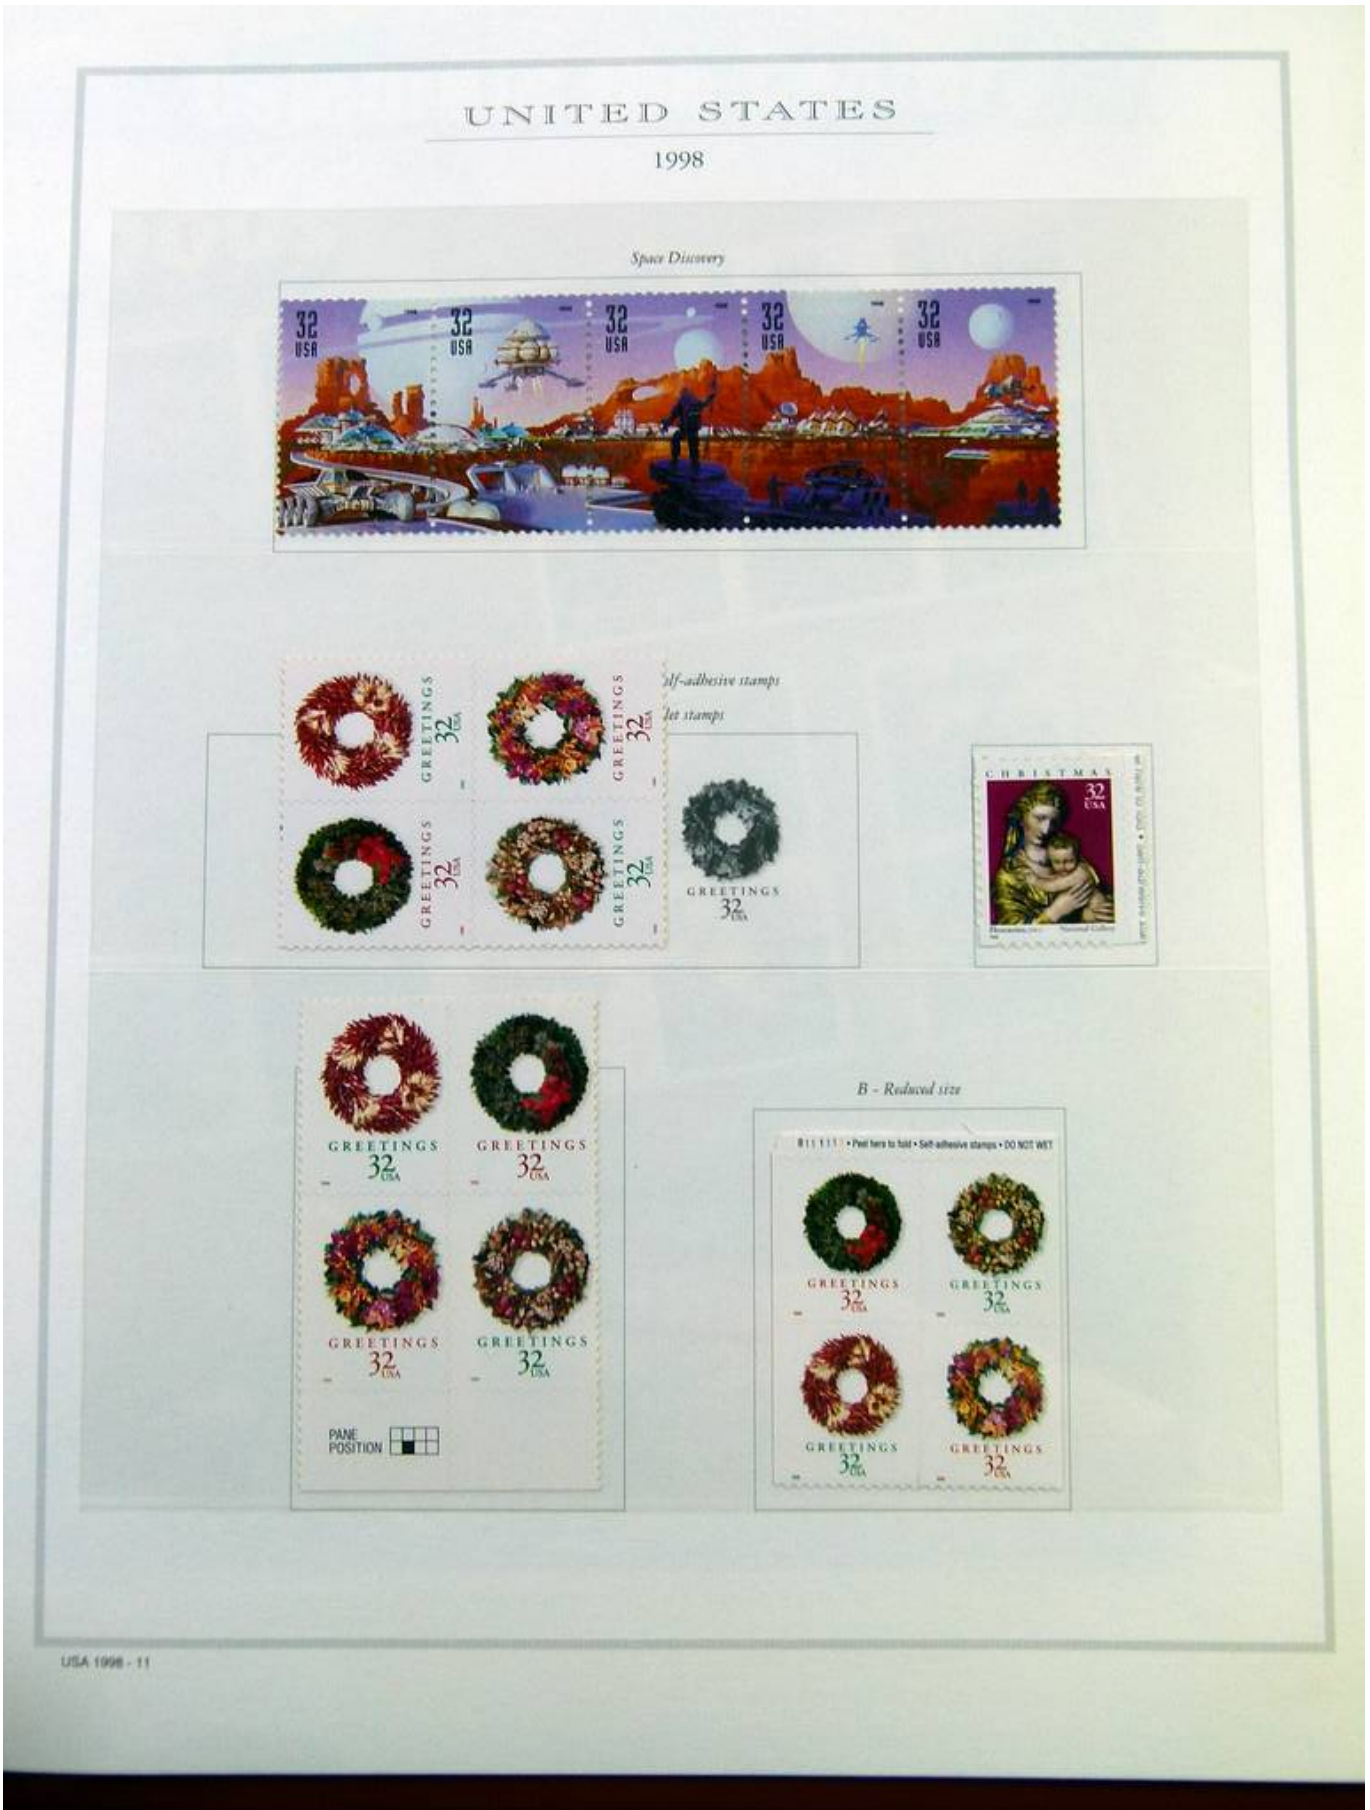 UNITED STATES
1998
Space Discovery
32
USA
32
USA
32
USA
32
USA
32
USA
elf-adhesive stamps
let stamps
GREETINGS
32
USA
GREETINGS
32
USA
GREETINGS
32
USA
GREETINGS
32
USA
GREETINGS
32
USA
CHRISTMAS
32
USA
National Gallery
GREETINGS
32
USA
GREETINGS
32
USA
GREETINGS
32
USA
GREETINGS
32
USA
PANE
POSITION
B - Reduced size
• Peel here to fold • Self-adhesive stamps • DO NOT WET
GREETINGS
32
USA
GREETINGS
32
USA
GREETINGS
32
USA
GREETINGS
32
USA
USA 1998 - 11